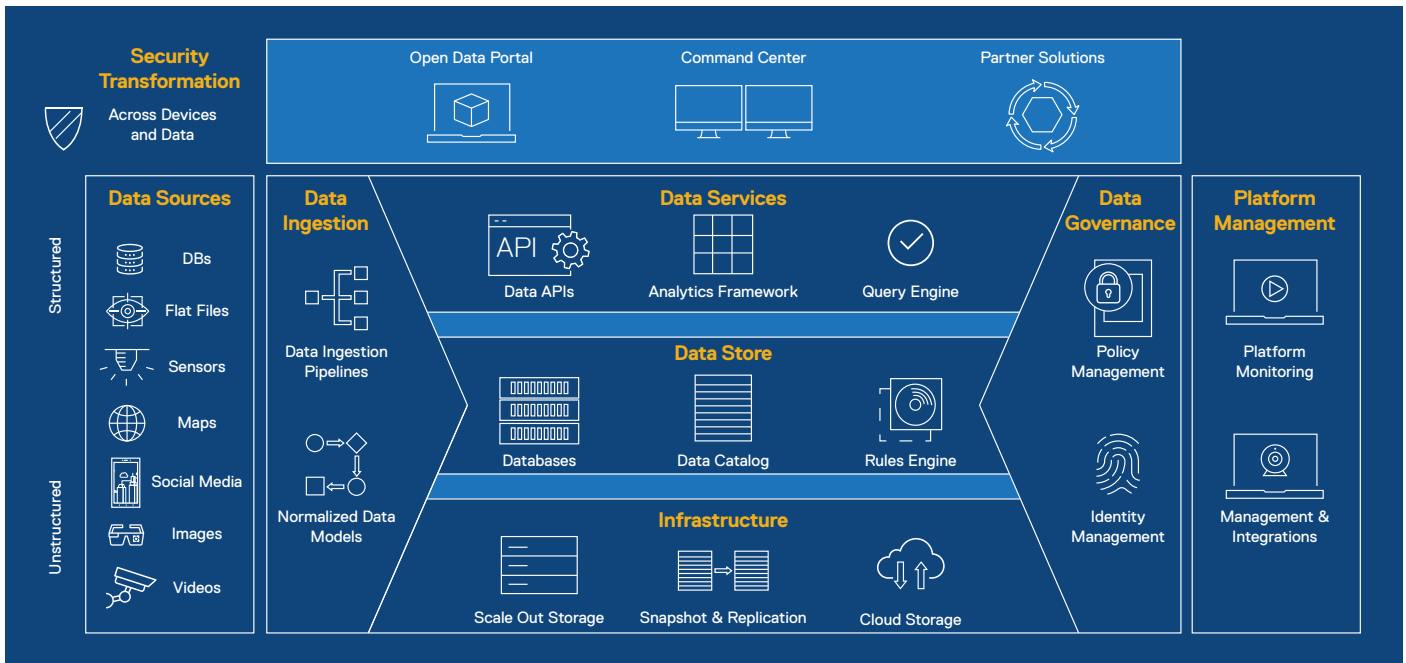 Security
Transformation
Across Devices
and Data
Open Data Portal
Command Center
Partner Solutions
Structured
Unstructured
Data Sources
DBs
Flat Files
Sensors
Maps
Social Media
Images
Videos
Data
Ingestion
Data Ingestion
Pipelines
Normalized Data
Models
Data Services
API
Data APIs
Analytics Framework
Query Engine
Data Store
Databases
Data Catalog
Rules Engine
Infrastructure
Scale Out Storage
Snapshot & Replication
Cloud Storage
Data
Governance
Policy
Management
Identity
Management
Platform
Management
Platform
Monitoring
Management &
Integrations